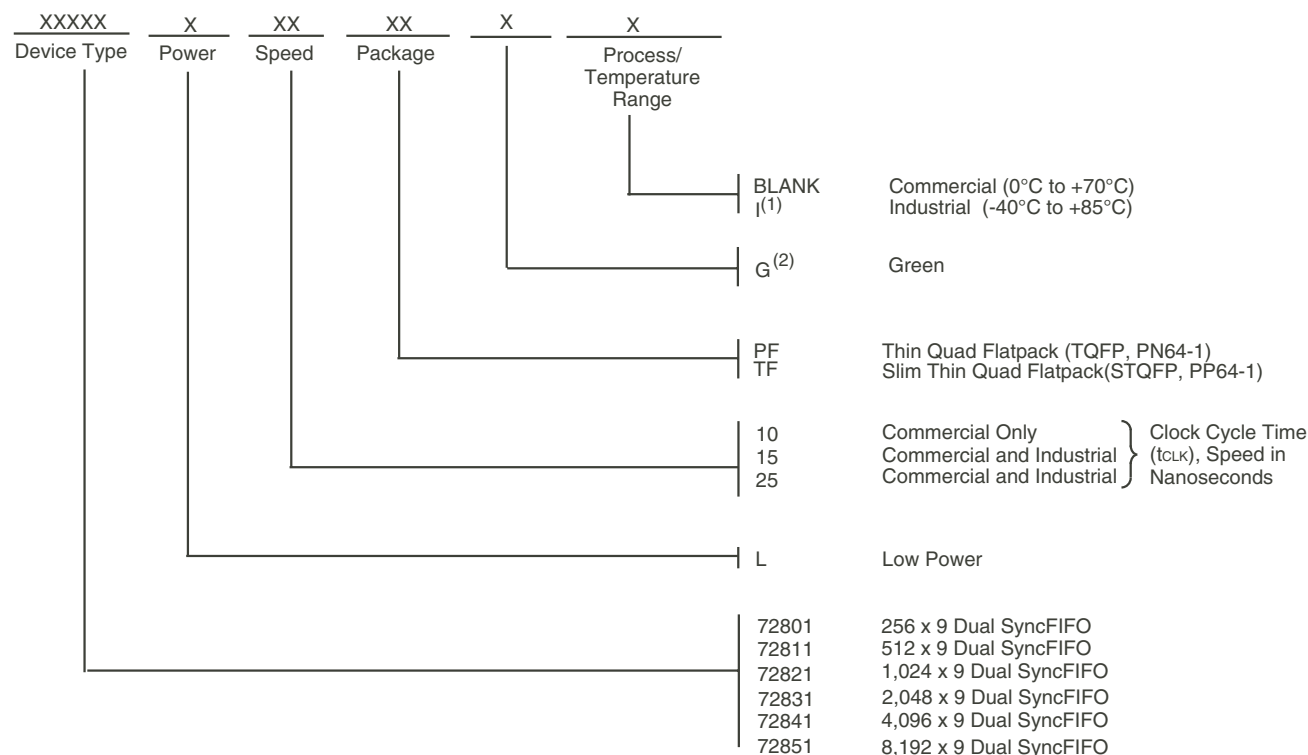 XXXXX X XX XX X X
Device Type Power Speed Package Process/
Temperature
Range
BLANK Commercial (0°C to +70°C)
I(1) Industrial (-40°C to +85°C)
G(2) Green
PF Thin Quad Flatpack (TQFP, PN64-1)
TF Slim Thin Quad Flatpack(STQFP, PP64-1)
10 Commercial Only Clock Cycle Time
15 Commercial and Industrial (tCLK), Speed in
25 Commercial and Industrial Nanoseconds
L Low Power
72801 256 x 9 Dual SyncFIFO
72811 512 x 9 Dual SyncFIFO
72821 1,024 x 9 Dual SyncFIFO
72831 2,048 x 9 Dual SyncFIFO
72841 4,096 x 9 Dual SyncFIFO
72851 8,192 x 9 Dual SyncFIFO